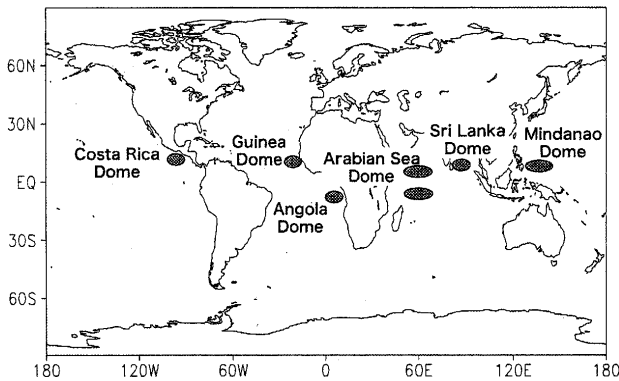 60N
30N
EQ
30S
60S
Costa Rica
Dome
Guinea
Dome
Arabian Sea
Dome
Sri Lanka
Dome
Mindanao
Dome
Angola
Dome
180
120W
60W
0
60E
120E
180